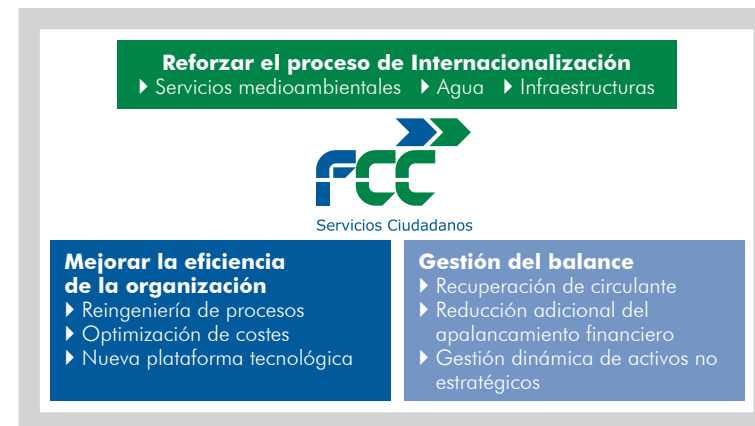 Reforzar el proceso de Internacionalización
Servicios medioambientales Agua Infraestructuras
FCC
Servicios Ciudadanos
Mejorar la eficiencia
de la organización
Reingeniería de procesos
Optimización de costes
Nueva plataforma tecnológica
Gestión del balance
Recuperación de circulante
Reducción adicional del
apalancamiento financiero
Gestión dinámica de activos no
estratégicos